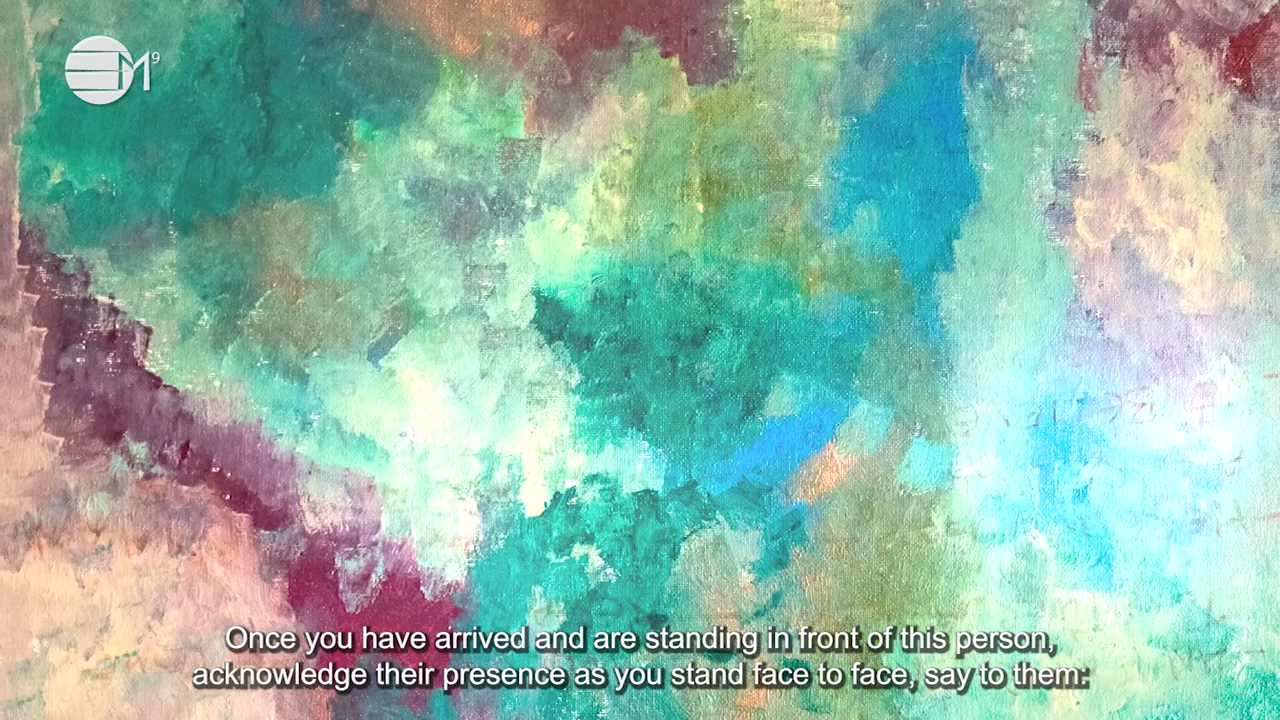 M9
Once you have arrived and are standing in front of this person,
acknowledge their presence as you stand face to face, say to them: